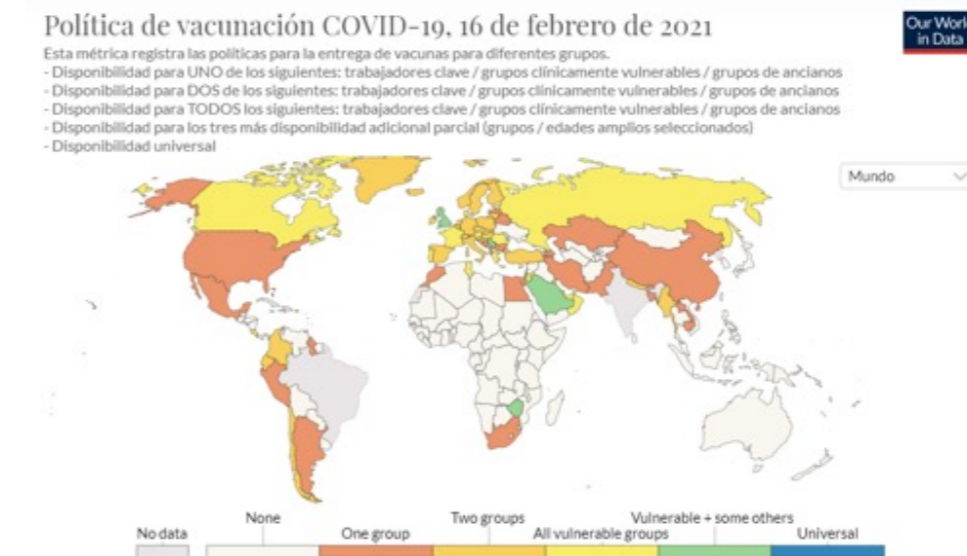 Política de vacunación COVID-19, 16 de febrero de 2021
Our World
in Data
Esta métrica registra las políticas para la entrega de vacunas para diferentes grupos.
- Disponibilidad para UNO de los siguientes: trabajadores clave / grupos clínicamente vulnerables / grupos de ancianos
- Disponibilidad para DOS de los siguientes: trabajadores clave / grupos clínicamente vulnerables / grupos de ancianos
- Disponibilidad para TODOS los siguientes: trabajadores clave / grupos clínicamente vulnerables / grupos de ancianos
- Disponibilidad para los tres más disponibilidad adicional parcial (grupos / edades amplios seleccionados)
- Disponibilidad universal
Mundo
None Two groups Vulnerable + some others
No data One group All vulnerable groups Universal